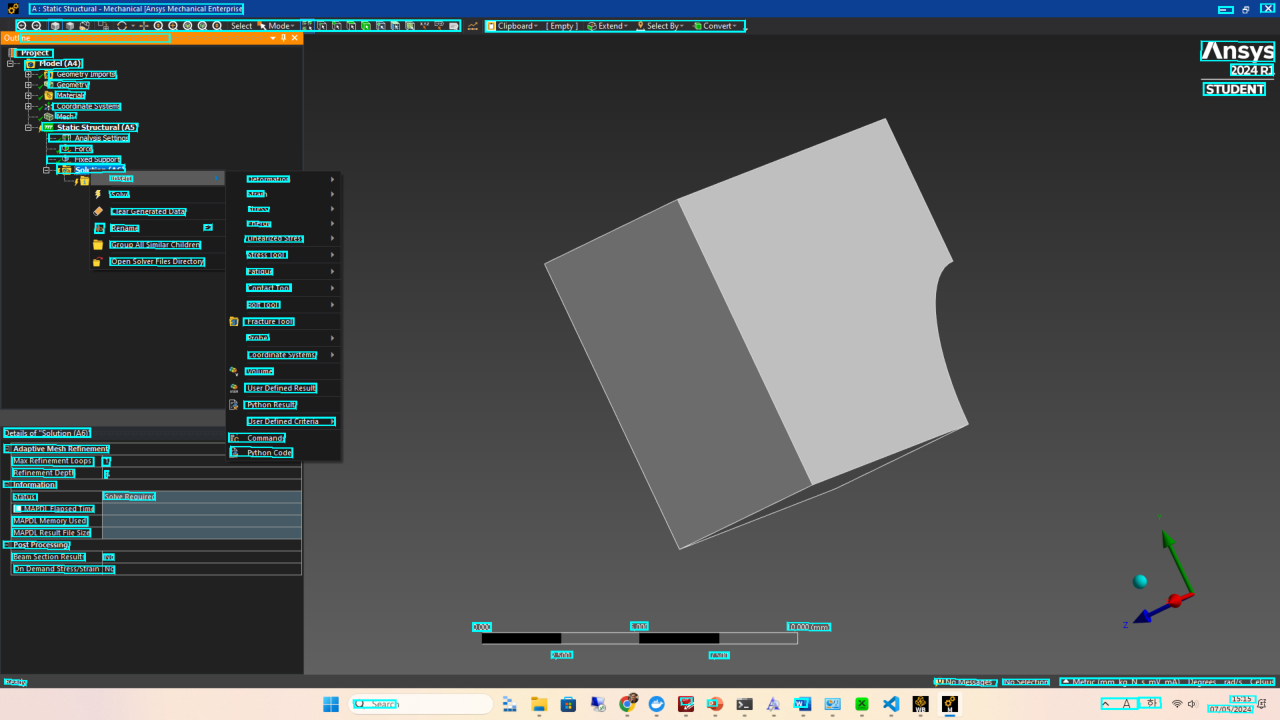 A : Static Structural - Mechanical [Ansys Mechanical Enterprise
Select Mode Clipboard [ Empty ] Extend Select By Convert
Outline
Project
Model (A4)
Geometry Imports
Geometry
Materials
Coordinate Systems
Mesh
Static Structural (A5)
Analysis Settings
Force
Fixed Support
Solution (A6)
Insert
Solve
Clear Generated Data
Rename
Group All Similar Children
Open Solver Files Directory
Deformation
Strain
Stress
Energy
Linearized Stress
Stress Tool
Fatigue
Contact Tool
Bolt Tool
Fracture Tool
Probe
Coordinate Systems
Volume
User Defined Result
Python Result
User Defined Criteria
Commands
Python Code
Details of "Solution (A6)"
Adaptive Mesh Refinement
Max Refinement Loops
Refinement Depth
Information
Status Solve Required
MAPDL Elapsed Time
MAPDL Memory Used
MAPDL Result File Size
Post Processing
Beam Section Results
On Demand Stress/Strain No
Ansys
2024 R1
STUDENT
Y
Z
0.000 10.000 (mm)
2.500 7.500
Ready
No Messages No Selection Metric (mm, kg, N, s, mV, mA) Degrees rad/s Celsius
Search
A 한
15:15
07/05/2024